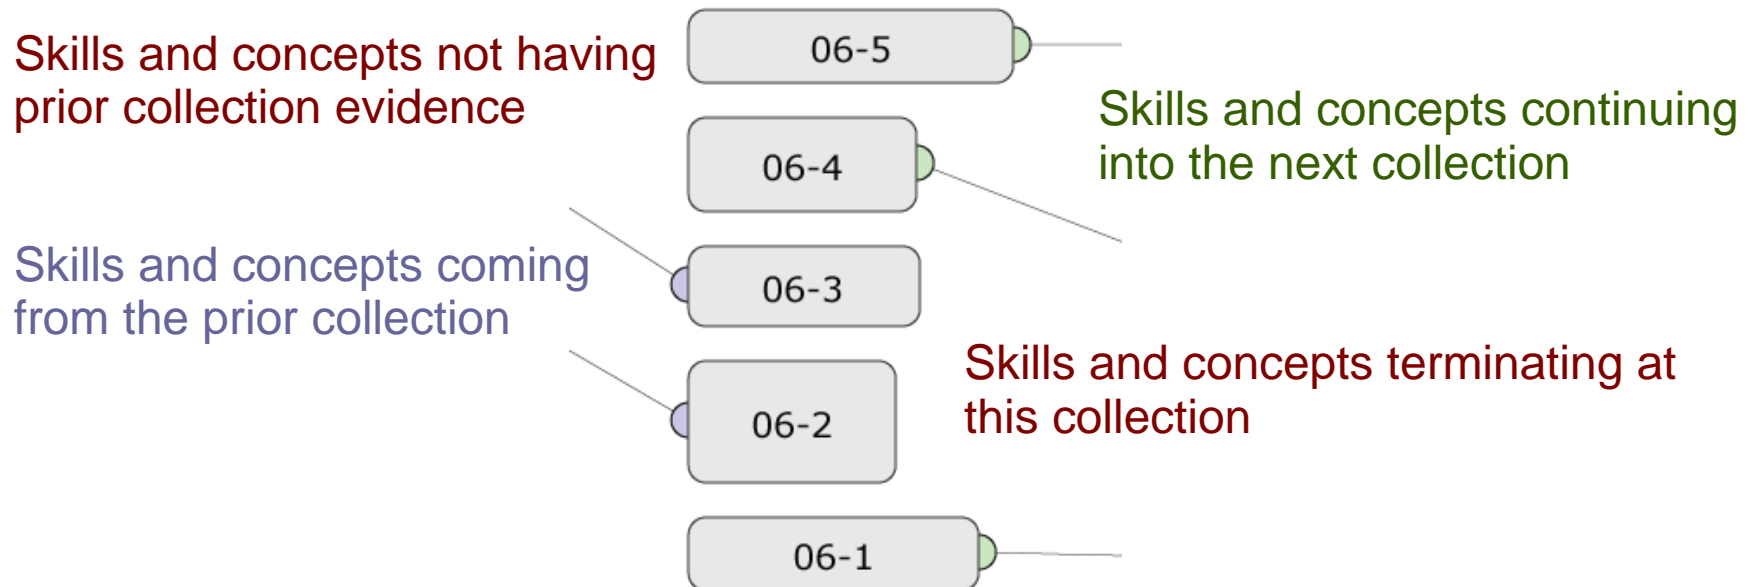 Skills and concepts not having
prior collection evidence
06-5
Skills and concepts continuing
into the next collection
06-4
Skills and concepts coming
from the prior collection
06-3
Skills and concepts terminating at
this collection
06-2
06-1